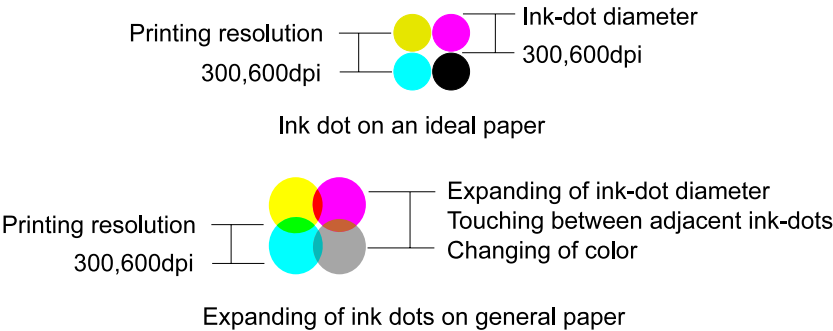 Printing resolution
300,600dpi
Ink-dot diameter
300,600dpi
Ink dot on an ideal paper
Printing resolution
300,600dpi
Expanding of ink-dot diameter
Touching between adjacent ink-dots
Changing of color
Expanding of ink dots on general paper